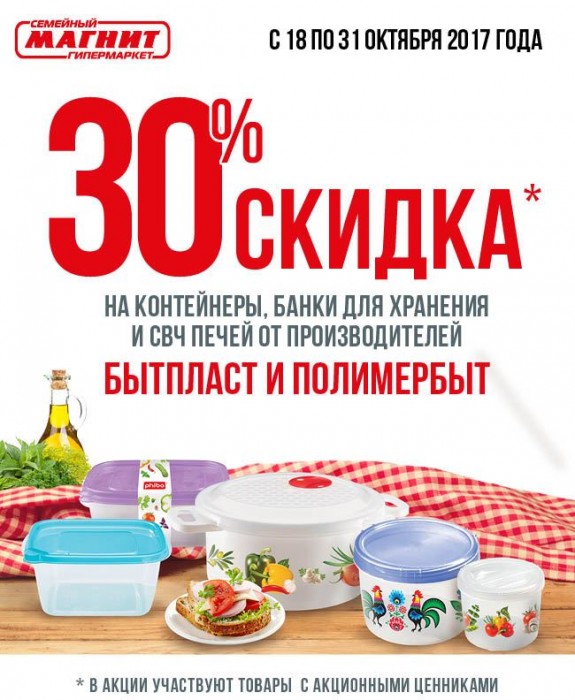 СЕМЕЙНЫЙ
МАГНИТ
ГИПЕРМАРКЕТ
С 18 ПО 31 ОКТЯБРЯ 2017 ГОДА
30% СКИДКА*
НА КОНТЕЙНЕРЫ, БАНКИ ДЛЯ ХРАНЕНИЯ
И СВЧ ПЕЧЕЙ ОТ ПРОИЗВОДИТЕЛЕЙ
БЫТПЛАСТ И ПОЛИМЕРБЫТ
phibo
* В АКЦИИ УЧАСТВУЮТ ТОВАРЫ С АКЦИОННЫМИ ЦЕННИКАМИ